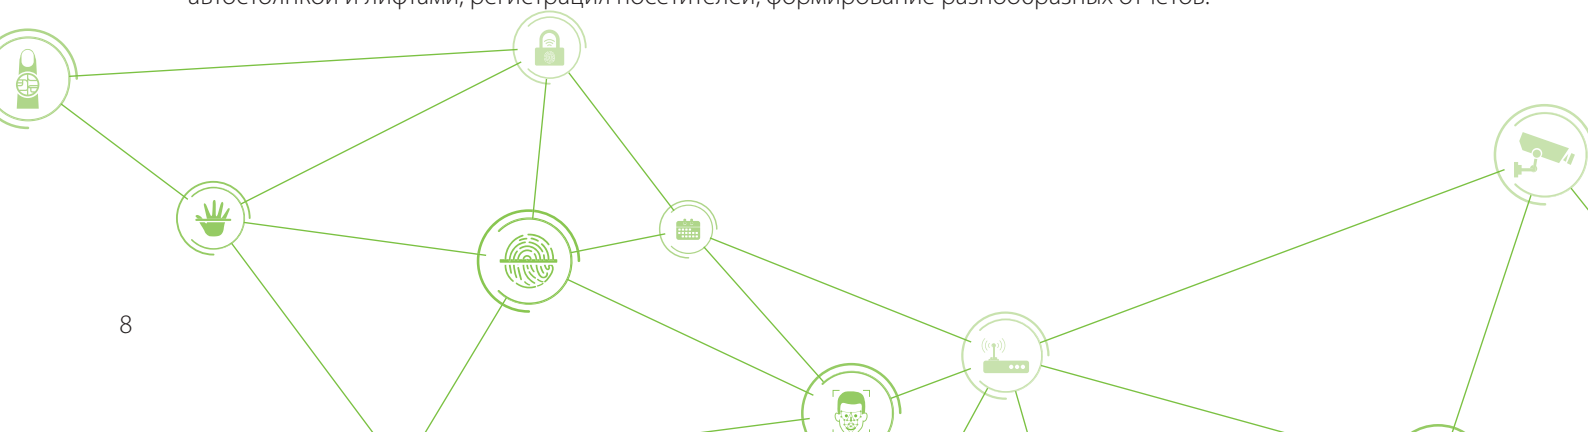 автостоянкой и лифтами, регистрация посетителей, формирование разнообразных отчетов.
8